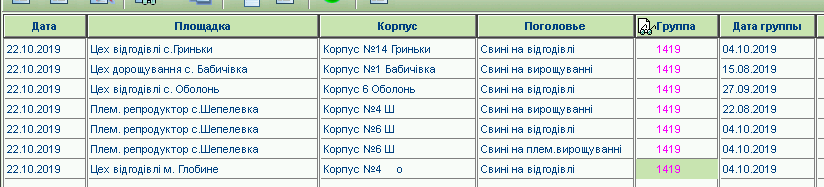 Дата Площадка Корпус Поголовье Группа Дата группы
22.10.2019 Цех відгодівлі с.Гриньки Корпус №14 Гриньки Свині на відгодівлі 1419 04.10.2019
22.10.2019 Цех дорощування с. Бабичівка Корпус №1 Бабичівка Свині на вирощуванні 1419 15.08.2019
22.10.2019 Цех відгодівлі с. Оболонь Корпус 6 Оболонь Свині на відгодівлі 1419 27.09.2019
22.10.2019 Плем. репродуктор с.Шепелевка Корпус №4 Ш Свині на вирощуванні 1419 22.08.2019
22.10.2019 Плем. репродуктор с.Шепелевка Корпус №6 Ш Свині на відгодівлі 1419 04.10.2019
22.10.2019 Плем. репродуктор с.Шепелевка Корпус №6 Ш Свині на плем.вирощуванні 1419 04.10.2019
22.10.2019 Цех відгодівлі м. Глобине Корпус №4 о Свині на відгодівлі 1419 04.10.2019